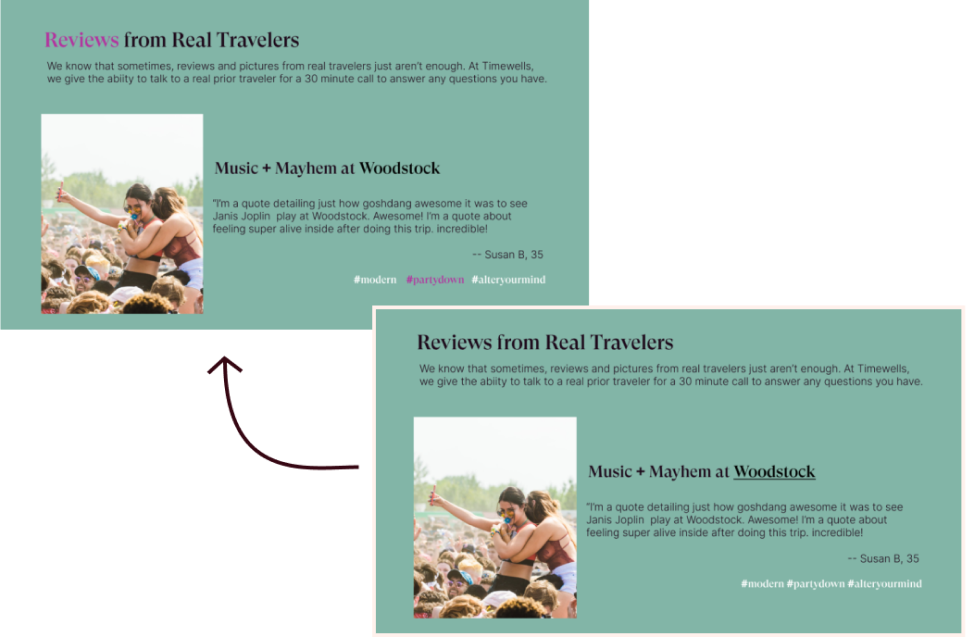 Reviews from Real Travelers
We know that sometimes, reviews and pictures from real travelers just aren't enough. At Timewells,
we give the abiity to talk to a real prior traveler for a 30 minute call to answer any questions you have.
Music + Mayhem at Woodstock
"I'm a quote detailing just how goshdang awesome it was to see
Janis Joplin  play at Woodstock. Awesome! I'm a quote about
feeling super alive inside after doing this trip. incredible!
-- Susan B, 35
#modern #partydown #alteryourmind
Reviews from Real Travelers
We know that sometimes, reviews and pictures from real travelers just aren't enough. At Timewells,
we give the abiity to talk to a real prior traveler for a 30 minute call to answer any questions you have.
Music + Mayhem at Woodstock
"I'm a quote detailing just how goshdang awesome it was to see
Janis Joplin  play at Woodstock. Awesome! I'm a quote about
feeling super alive inside after doing this trip. incredible!
-- Susan B, 35
#modern #partydown #alteryourmind